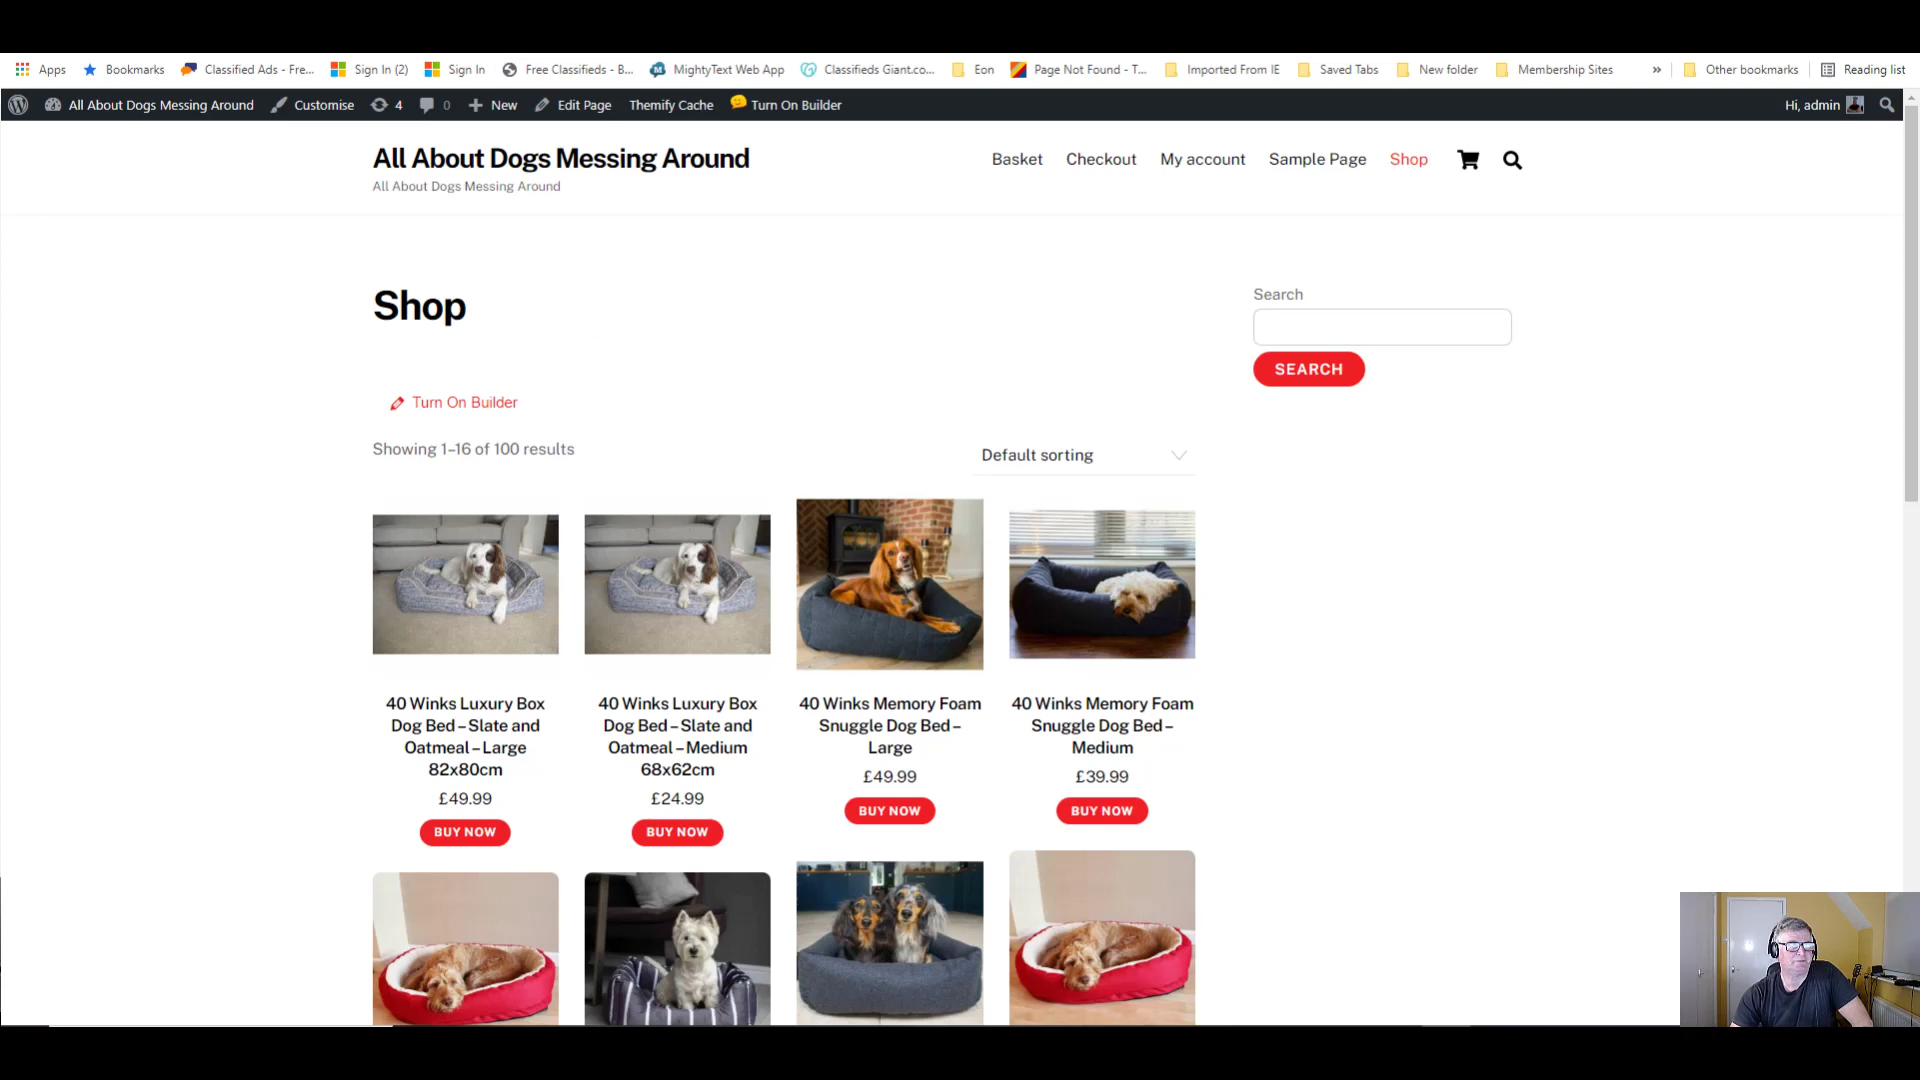 Apps Bookmarks Classified Ads - Fre... Sign In (2) Sign In Free Classifieds - B... MightyText Web App Classifieds Giant.co... Eon Page Not Found - T... Imported From IE Saved Tabs New folder Membership Sites » Other bookmarks Reading list
All About Dogs Messing Around Customise 4 0 New Edit Page Themify Cache Turn On Builder Hi, admin
All About Dogs Messing Around
All About Dogs Messing Around
Basket Checkout My account Sample Page Shop
Shop
Turn On Builder
Showing 1–16 of 100 results
Default sorting
40 Winks Luxury Box
Dog Bed – Slate and
Oatmeal – Large
82x80cm
£49.99
BUY NOW
40 Winks Luxury Box
Dog Bed – Slate and
Oatmeal – Medium
68x62cm
£24.99
BUY NOW
40 Winks Memory Foam
Snuggle Dog Bed –
Large
£49.99
BUY NOW
40 Winks Memory Foam
Snuggle Dog Bed –
Medium
£39.99
BUY NOW
Search
SEARCH